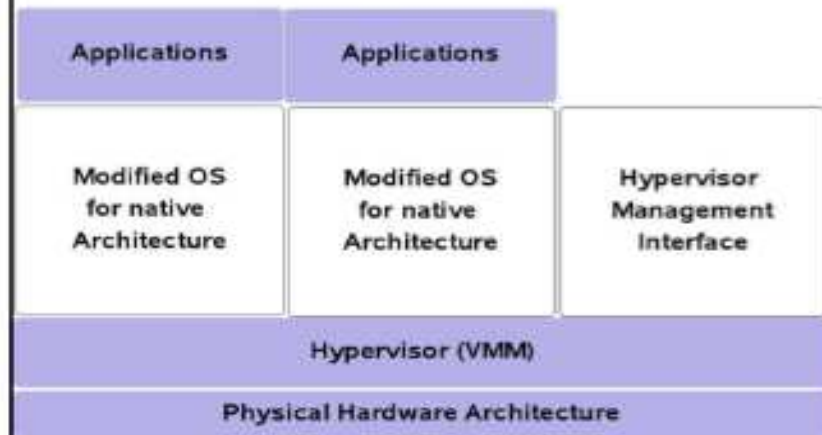 Applications
Applications
Modified OS
for native
Architecture
Modified OS
for native
Architecture
Hypervisor
Management
Interface
Hypervisor (VMM)
Physical Hardware Architecture